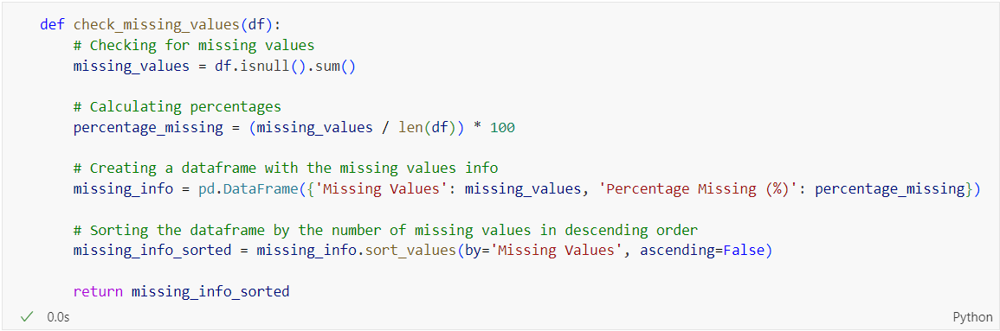 def check_missing_values(df):
    # Checking for missing values
    missing_values = df.isnull().sum()

    # Calculating percentages
    percentage_missing = (missing_values / len(df)) * 100

    # Creating a dataframe with the missing values info
    missing_info = pd.DataFrame({'Missing Values': missing_values, 'Percentage Missing (%)': percentage_missing})

    # Sorting the dataframe by the number of missing values in descending order
    missing_info_sorted = missing_info.sort_values(by='Missing Values', ascending=False)

    return missing_info_sorted
✓ 0.0s Python